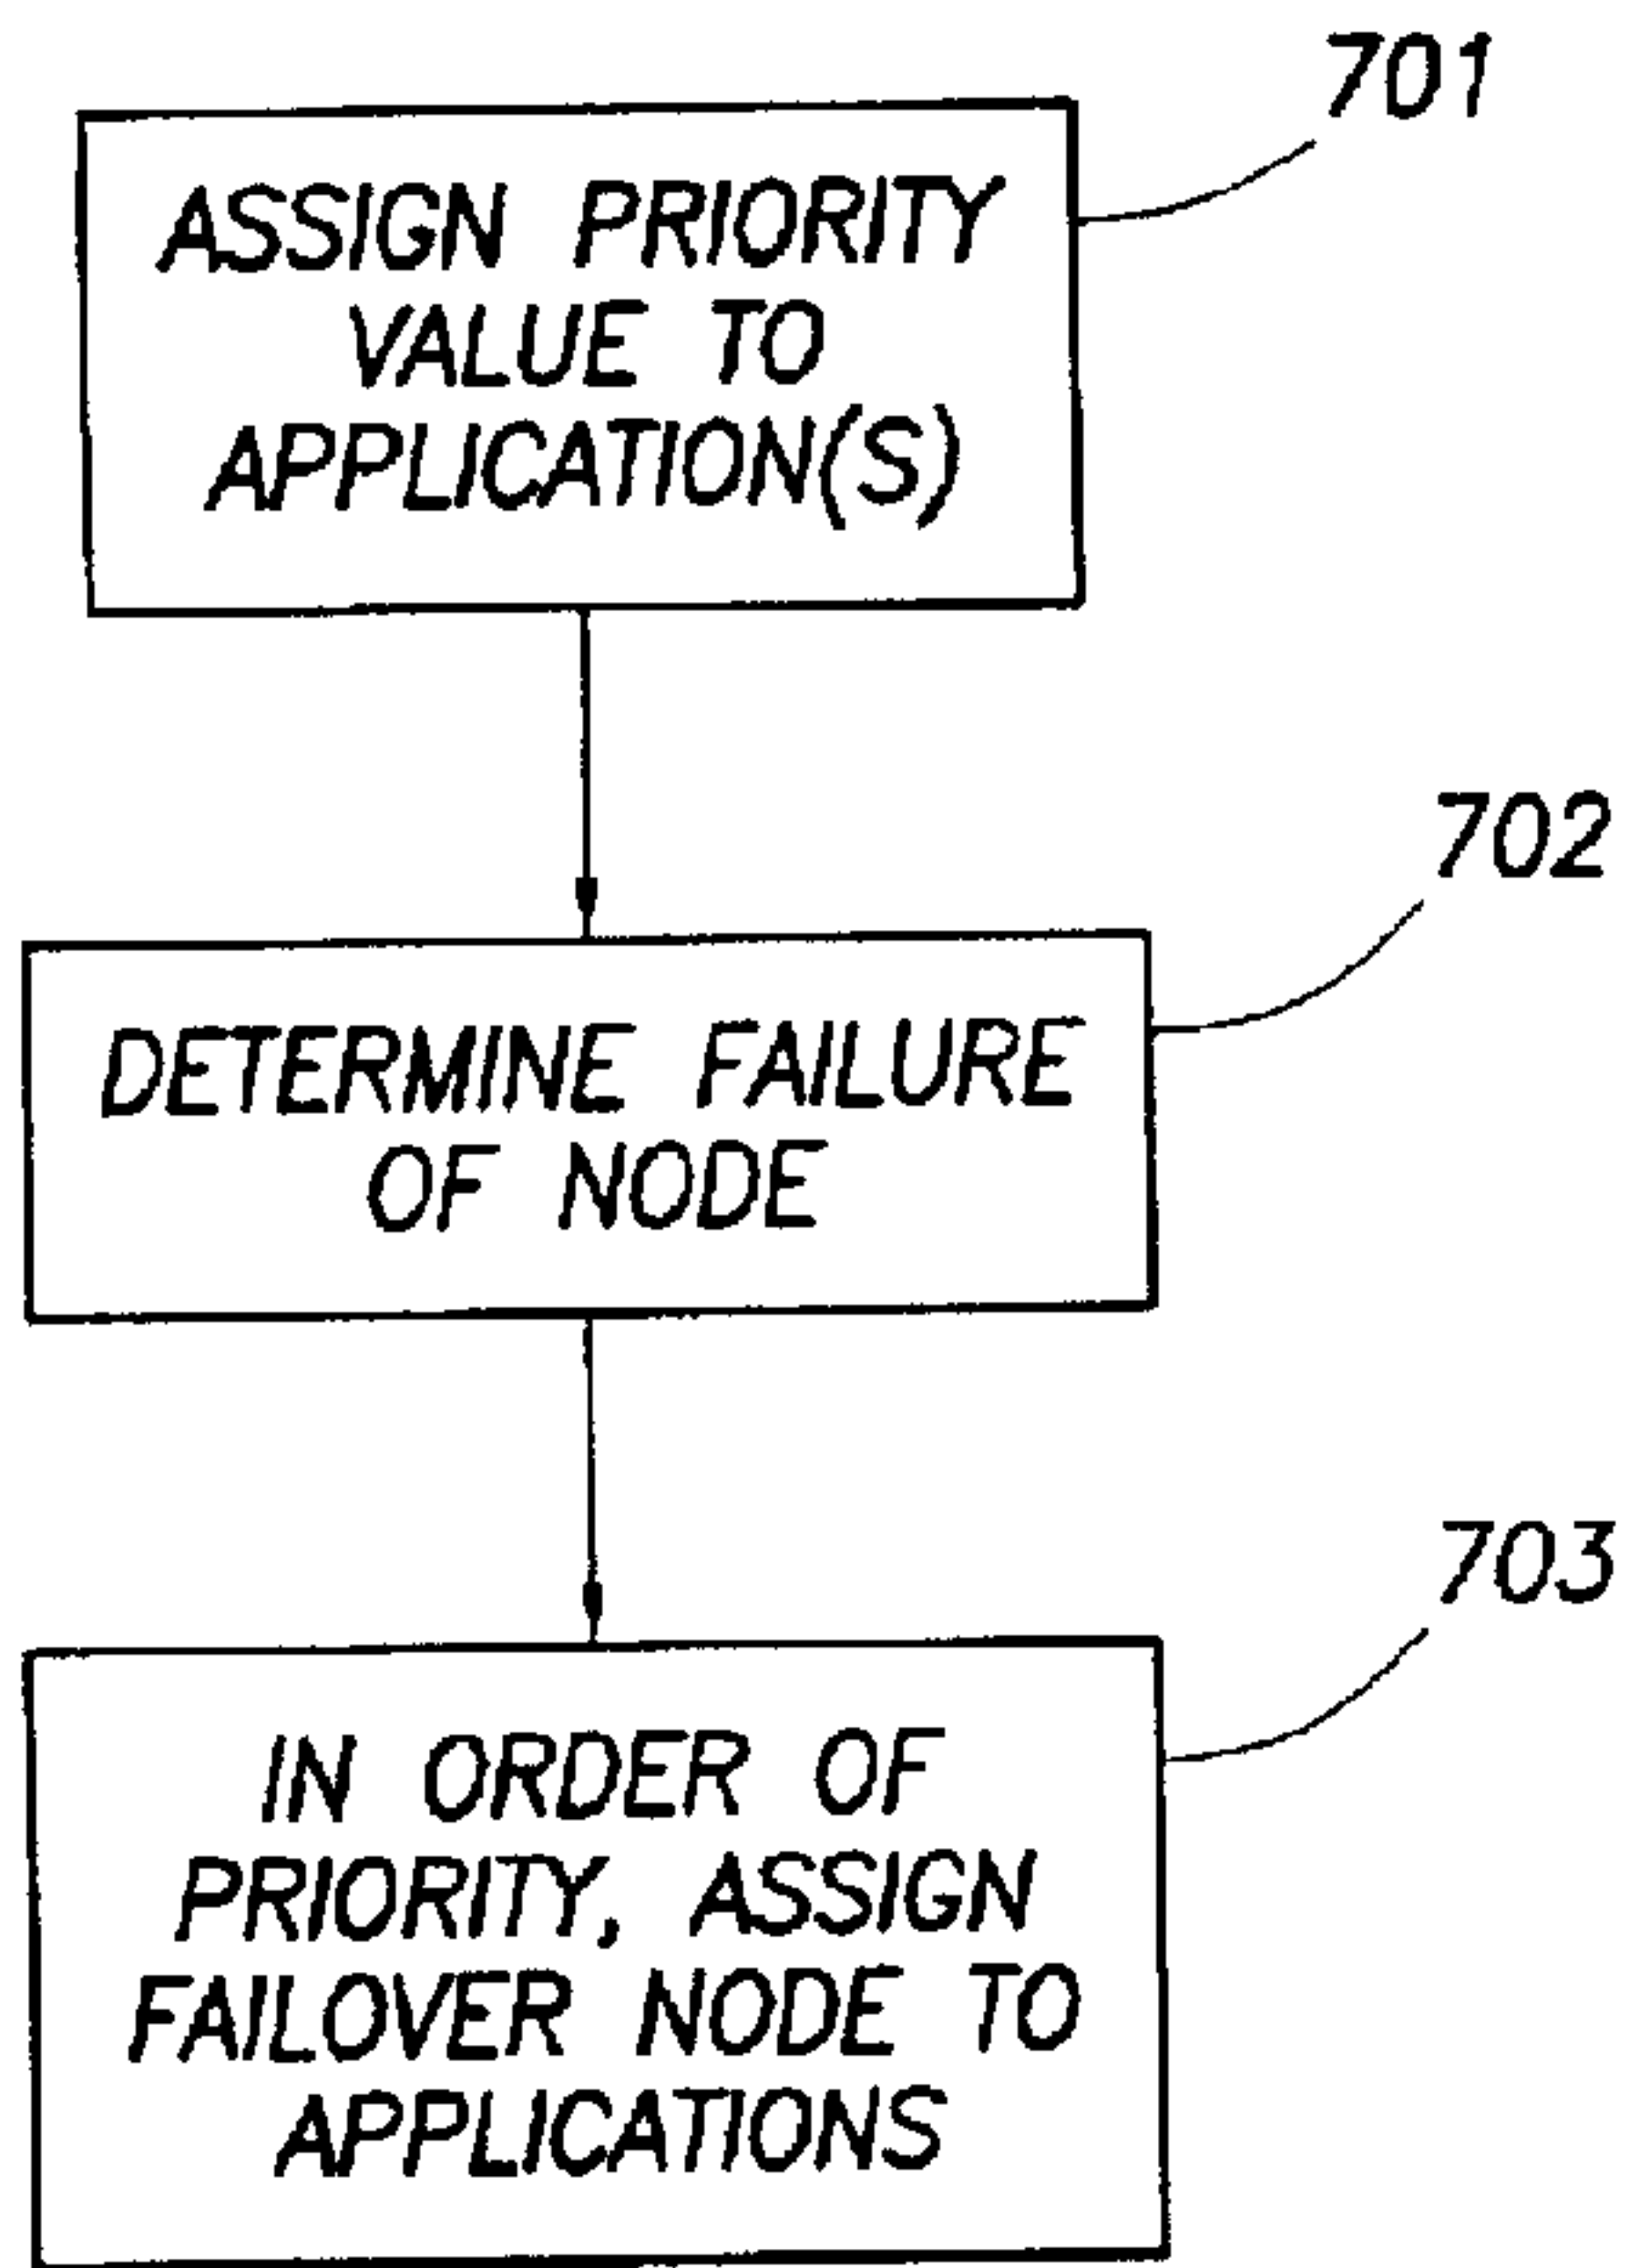 701
ASSIGN PRIORITY
VALUE TO
APPLICATION(S)
702
DETERMINE FAILURE
OF NODE
703
IN ORDER OF
PRIORITY, ASSIGN
FAILOVER NODE TO
APPLICATIONS